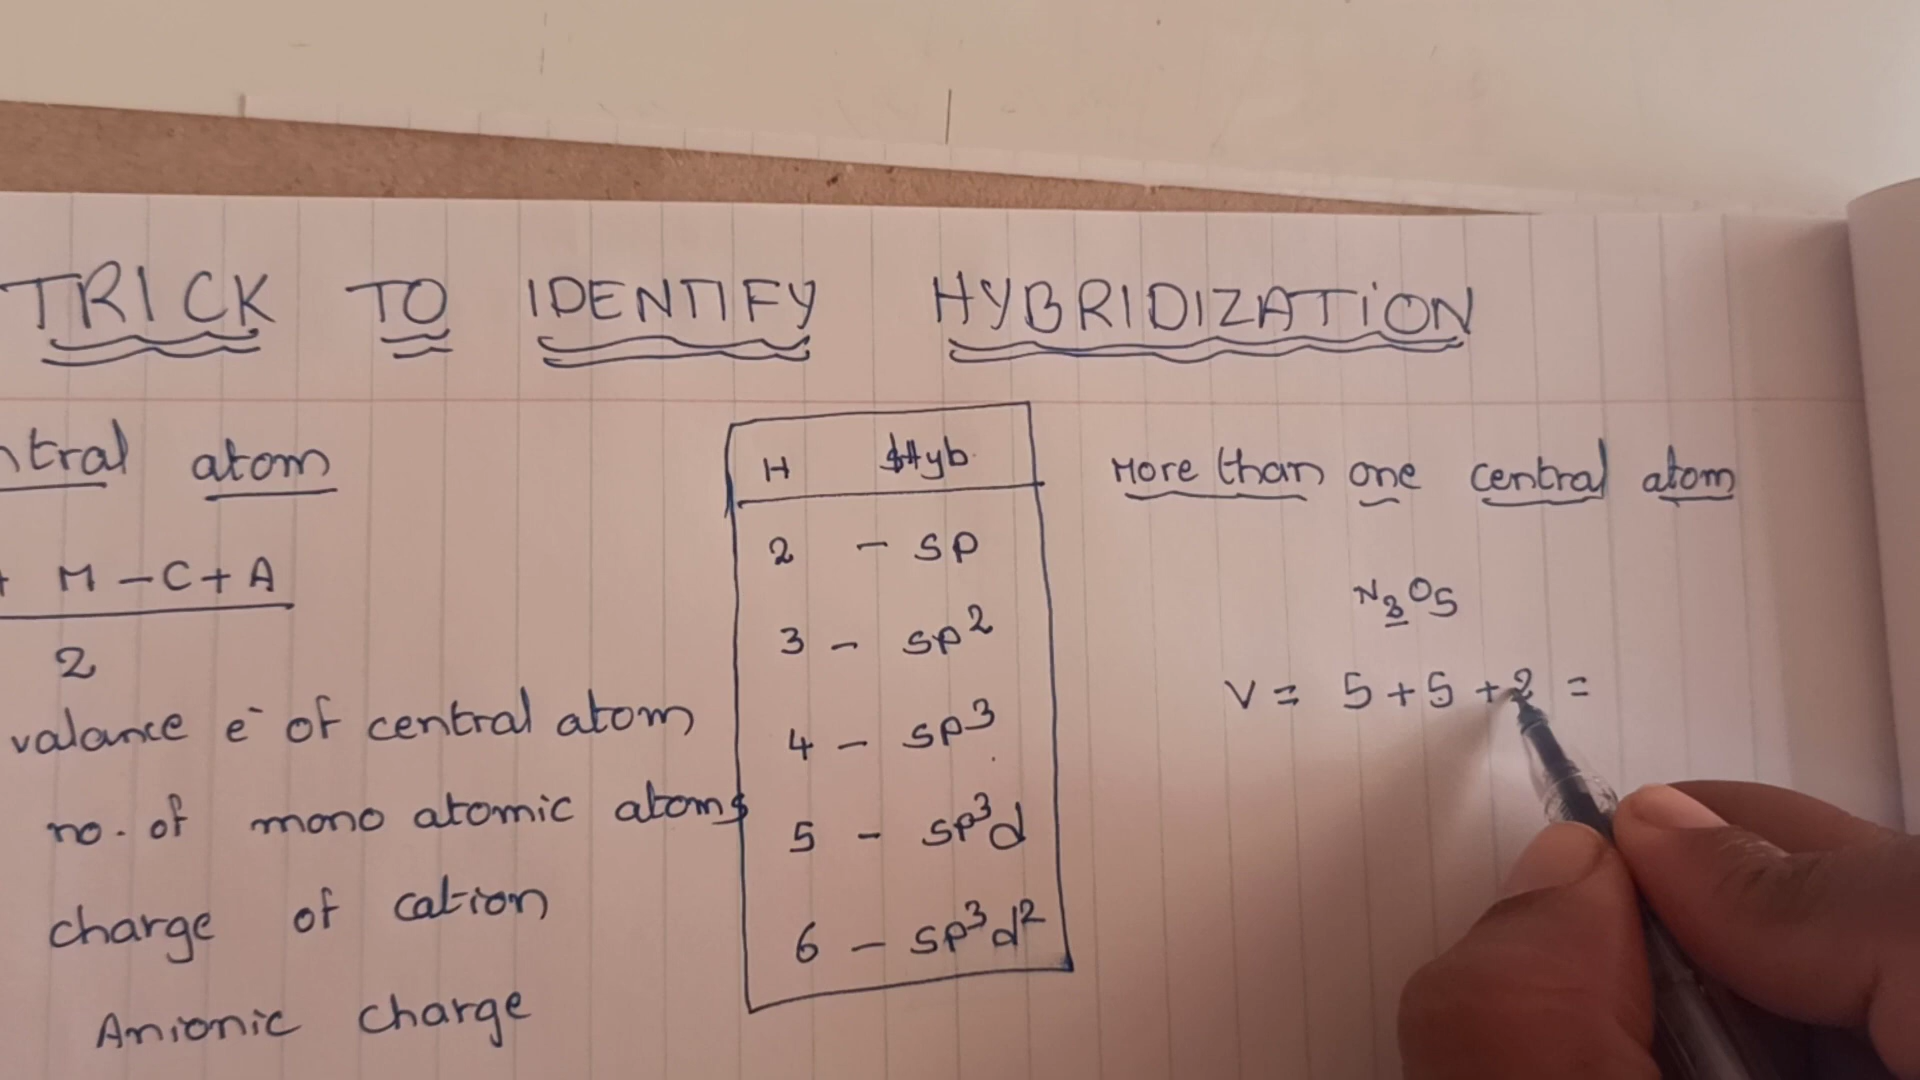 TRICK TO IDENTIFY HYBRIDIZATION
ntral atom
+ M - C + A
2
valance e⁻ of central atom
no. of mono atomic atoms
charge of cation
Anionic charge
H Hyb
2 - sp
3 - sp²
4 - sp³
5 - sp³d
6 - sp³d²
More than one central atom
V = 5 + 5 + 2 =